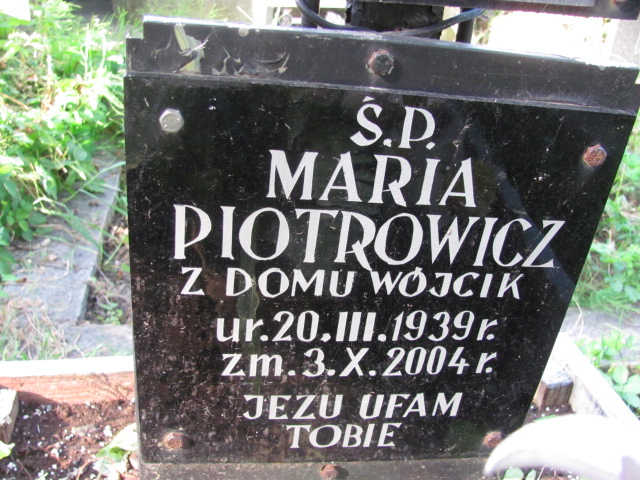 Ś.P.
MARIA
PIOTROWICZ
Z DOMU WÓJCIK
ur. 20.III.1939 r.
zm. 3.X.2004 r.
JEZU UFAM
TOBIE